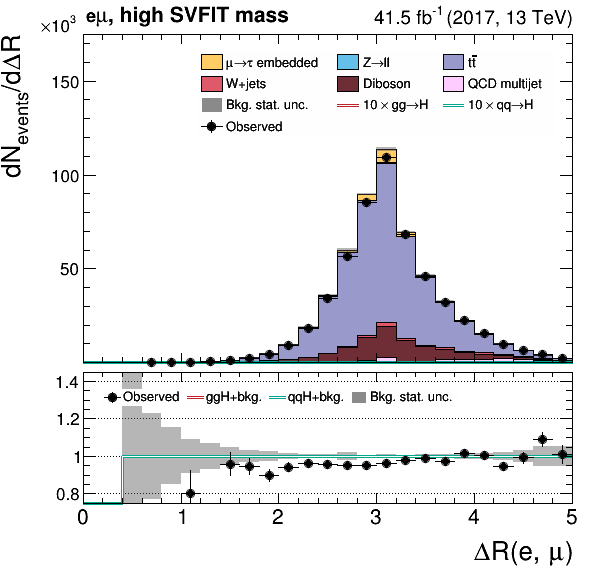 eμ, high SVFIT mass 41.5 fb⁻¹ (2017, 13 TeV)
×10³
dN_events/dΔR
μ→τ embedded Z→ll tt̄
W+jets Diboson QCD multijet
Bkg. stat. unc. 10 × gg→H 10 × qq→H
Observed
150
100
50
1.4
Observed ggH+bkg. qqH+bkg. Bkg. stat. unc.
1.2
1
0.8
0 1 2 3 4 5
ΔR(e, μ)